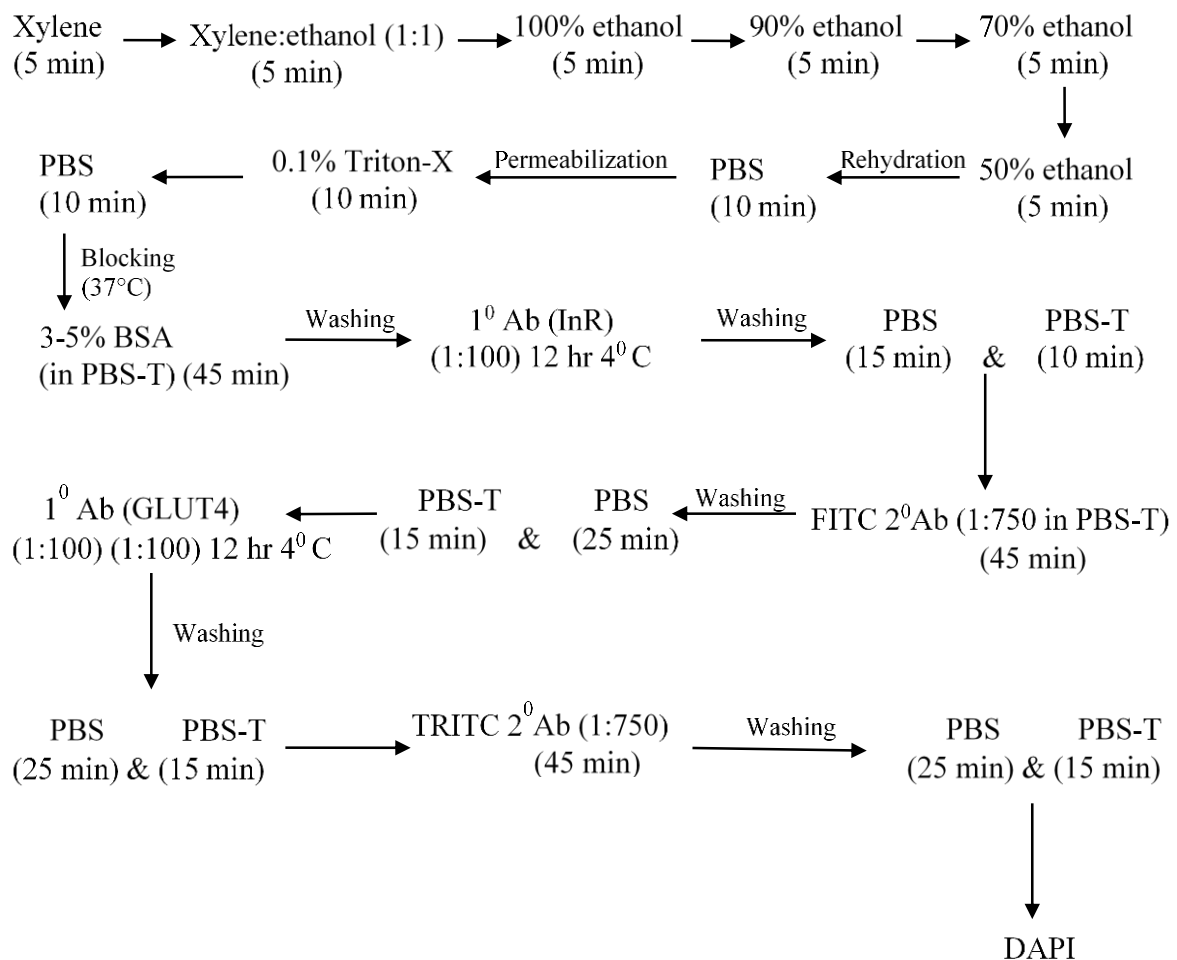 Xylene
(5 min)
Xylene:ethanol (1:1)
(5 min)
100% ethanol
(5 min)
90% ethanol
(5 min)
70% ethanol
(5 min)
50% ethanol
(5 min)
Rehydration
PBS
(10 min)
Permeabilization
0.1% Triton-X
(10 min)
PBS
(10 min)
Blocking
(37°C)
3-5% BSA
(in PBS-T) (45 min)
Washing
1⁰ Ab (InR)
(1:100) 12 hr 4⁰ C
Washing
PBS PBS-T
(15 min) & (10 min)
FITC 2⁰Ab (1:750 in PBS-T)
(45 min)
Washing
PBS-T PBS
(15 min) & (25 min)
1⁰ Ab (GLUT4)
(1:100) (1:100) 12 hr 4⁰ C
Washing
PBS PBS-T
(25 min) & (15 min)
TRITC 2⁰Ab (1:750)
(45 min)
Washing
PBS PBS-T
(25 min) & (15 min)
DAPI